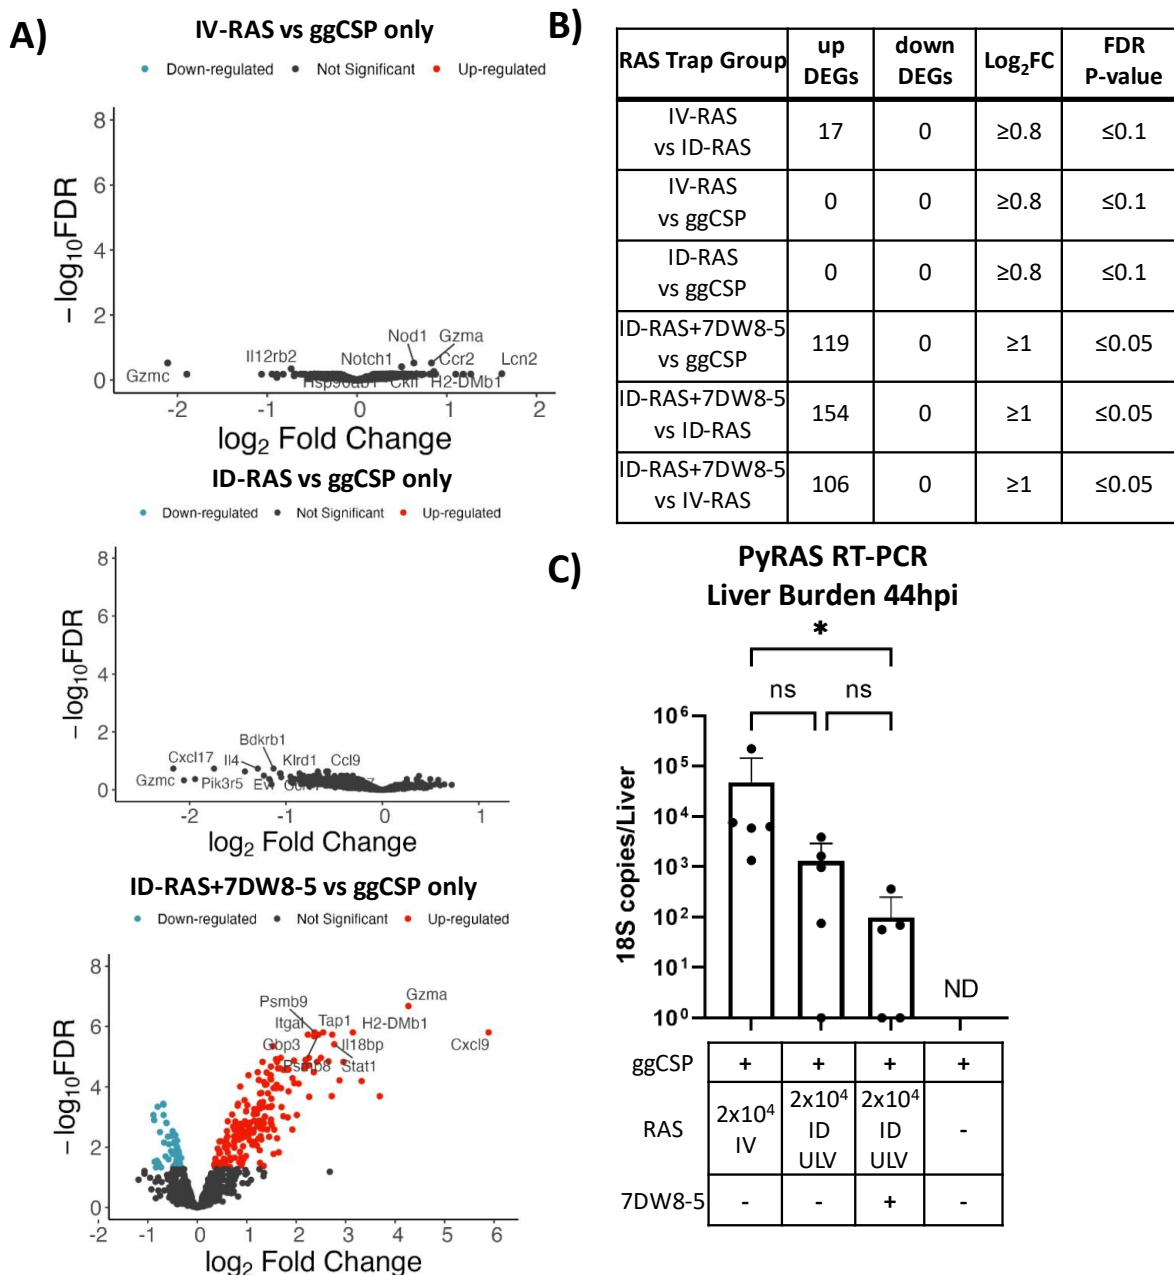 A)
IV-RAS vs ggCSP only
Down-regulated Not Significant Up-regulated
8
6
4
2
0
−log10FDR
Nod1 Gzma
Il12rb2 Notch1 Ccr2 Lcn2
Gzmc H2-DMb1
-2 -1 0 1 2
log2 Fold Change
ID-RAS vs ggCSP only
Down-regulated Not Significant Up-regulated
8
6
4
2
0
−log10FDR
Bdkrb1
Cxcl17 Il4 Klrd1 Ccl9
Gzmc Pik3r5
-2 -1 0 1
log2 Fold Change
ID-RAS+7DW8-5 vs ggCSP only
Down-regulated Not Significant Up-regulated
8
6
4
2
0
−log10FDR
Gzma
Psmb9
Itgal Tap1 H2-DMb1
Gbp3 Il18bp Cxcl9
Psmb8 Stat1
-2 -1 0 1 2 3 4 5 6
log2 Fold Change
B)
RAS Trap Group up DEGs down DEGs Log2FC FDR P-value
IV-RAS vs ID-RAS 17 0 ≥0.8 ≤0.1
IV-RAS vs ggCSP 0 0 ≥0.8 ≤0.1
ID-RAS vs ggCSP 0 0 ≥0.8 ≤0.1
ID-RAS+7DW8-5 vs ggCSP 119 0 ≥1 ≤0.05
ID-RAS+7DW8-5 vs ID-RAS 154 0 ≥1 ≤0.05
ID-RAS+7DW8-5 vs IV-RAS 106 0 ≥1 ≤0.05
C)
PyRAS RT-PCR
Liver Burden 44hpi
*
ns ns
10^6
10^5
10^4
10^3
10^2
10^1
10^0
18S copies/Liver
ND
ggCSP + + + +
RAS 2x10^4 IV 2x10^4 ID ULV 2x10^4 ID ULV -
7DW8-5 - - + -